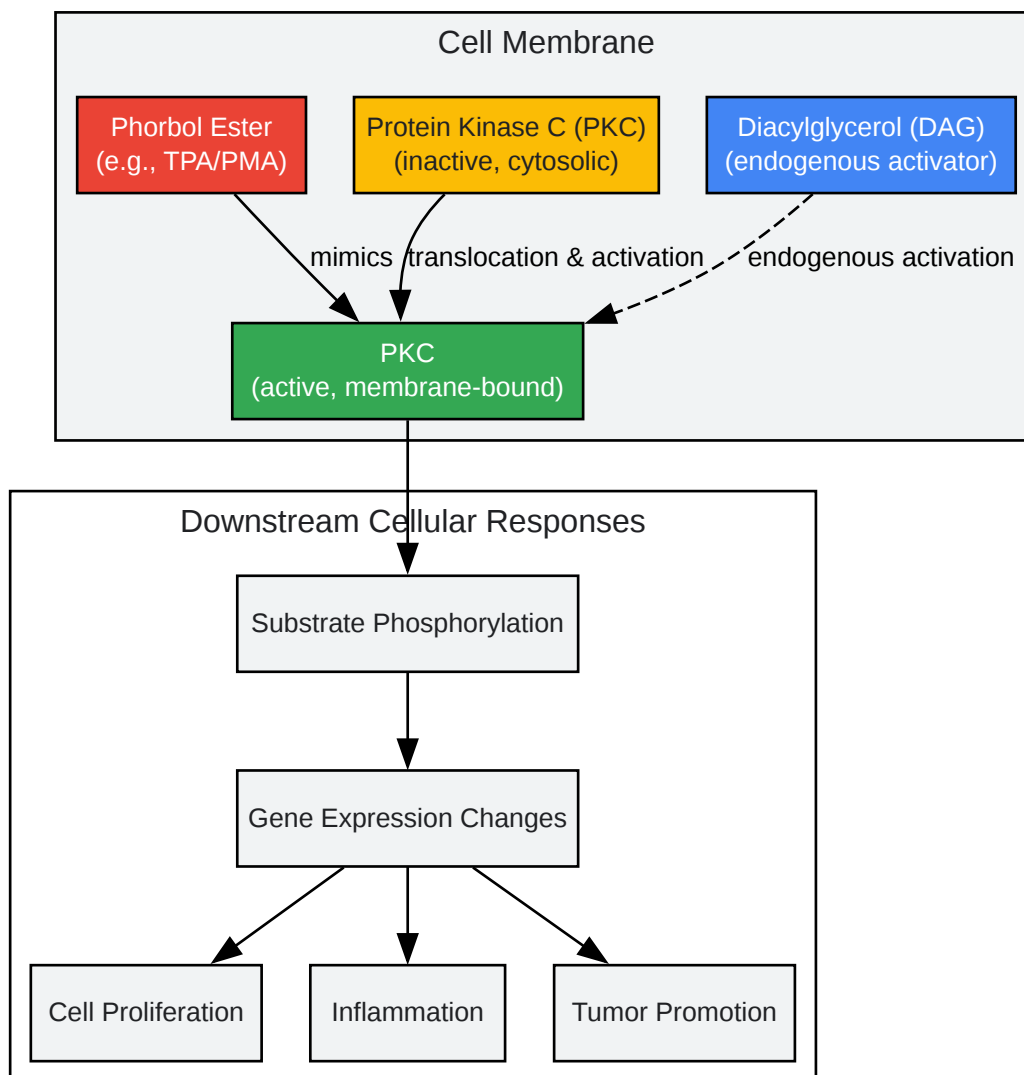 Cell Membrane
Phorbol Ester
(e.g., TPA/PMA)
Protein Kinase C (PKC)
(inactive, cytosolic)
Diacylglycerol (DAG)
(endogenous activator)
mimics
translocation & activation
endogenous activation
PKC
(active, membrane-bound)
Downstream Cellular Responses
Substrate Phosphorylation
Gene Expression Changes
Cell Proliferation
Inflammation
Tumor Promotion